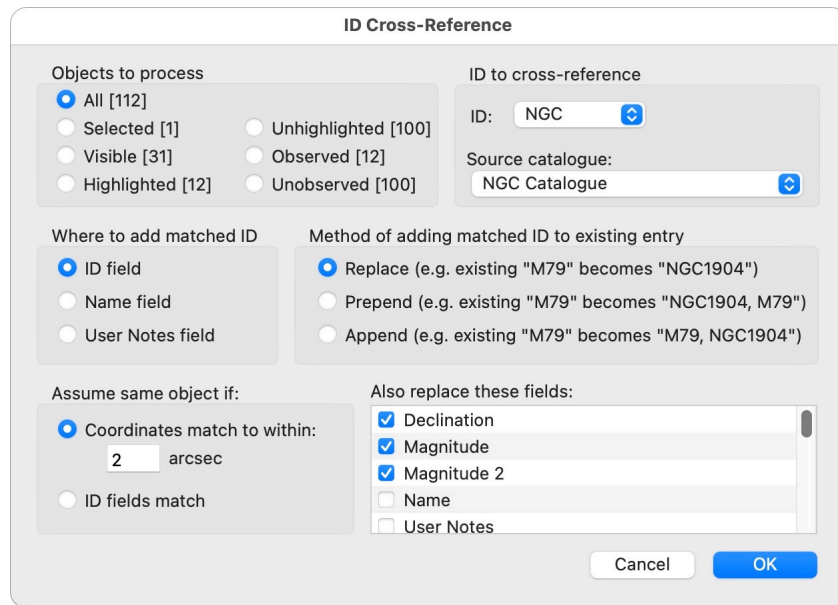 ID Cross-Reference
Objects to process
All [112]
Selected [1]
Visible [31]
Highlighted [12]
Unhighlighted [100]
Observed [12]
Unobserved [100]
ID to cross-reference
ID: NGC
Source catalogue:
NGC Catalogue
Where to add matched ID
ID field
Name field
User Notes field
Method of adding matched ID to existing entry
Replace (e.g. existing "M79" becomes "NGC1904")
Prepend (e.g. existing "M79" becomes "NGC1904, M79")
Append (e.g. existing "M79" becomes "M79, NGC1904")
Assume same object if:
Coordinates match to within:
2 arcsec
ID fields match
Also replace these fields:
Declination
Magnitude
Magnitude 2
Name
User Notes
Cancel
OK